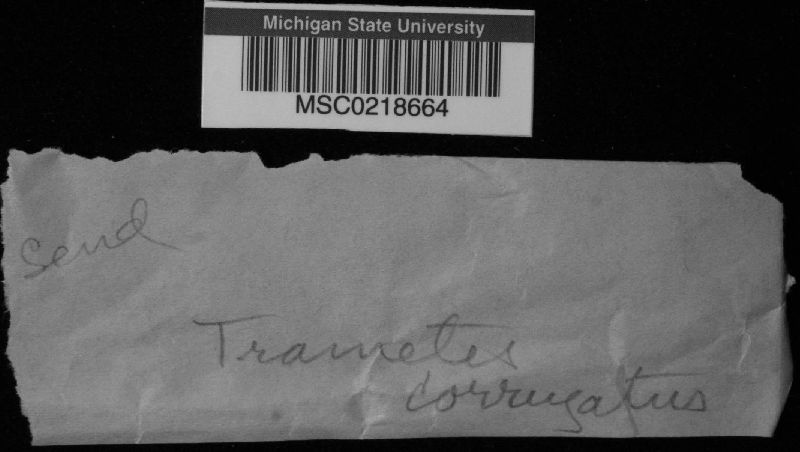 Michigan State University
MSC0218664
Send
Trametes
corrugatus